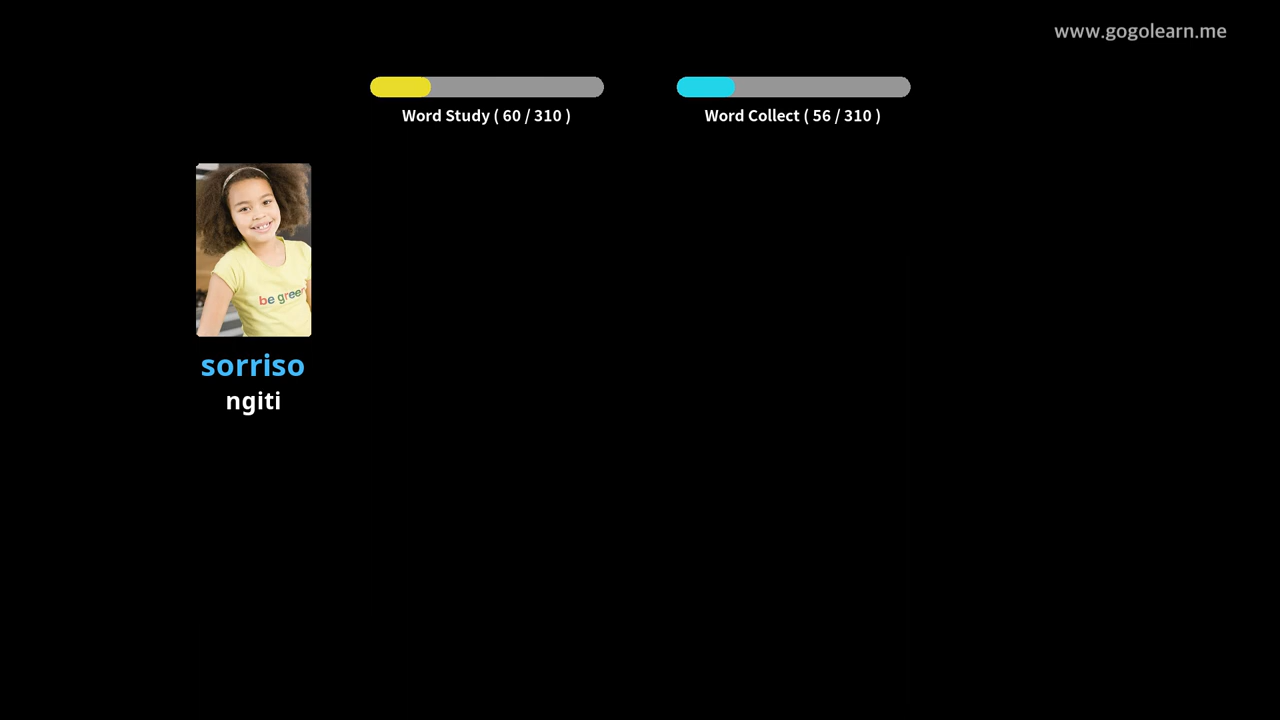 www.gogolearn.me
Word Study ( 60 / 310 )
Word Collect ( 56 / 310 )
be green
sorriso
ngiti